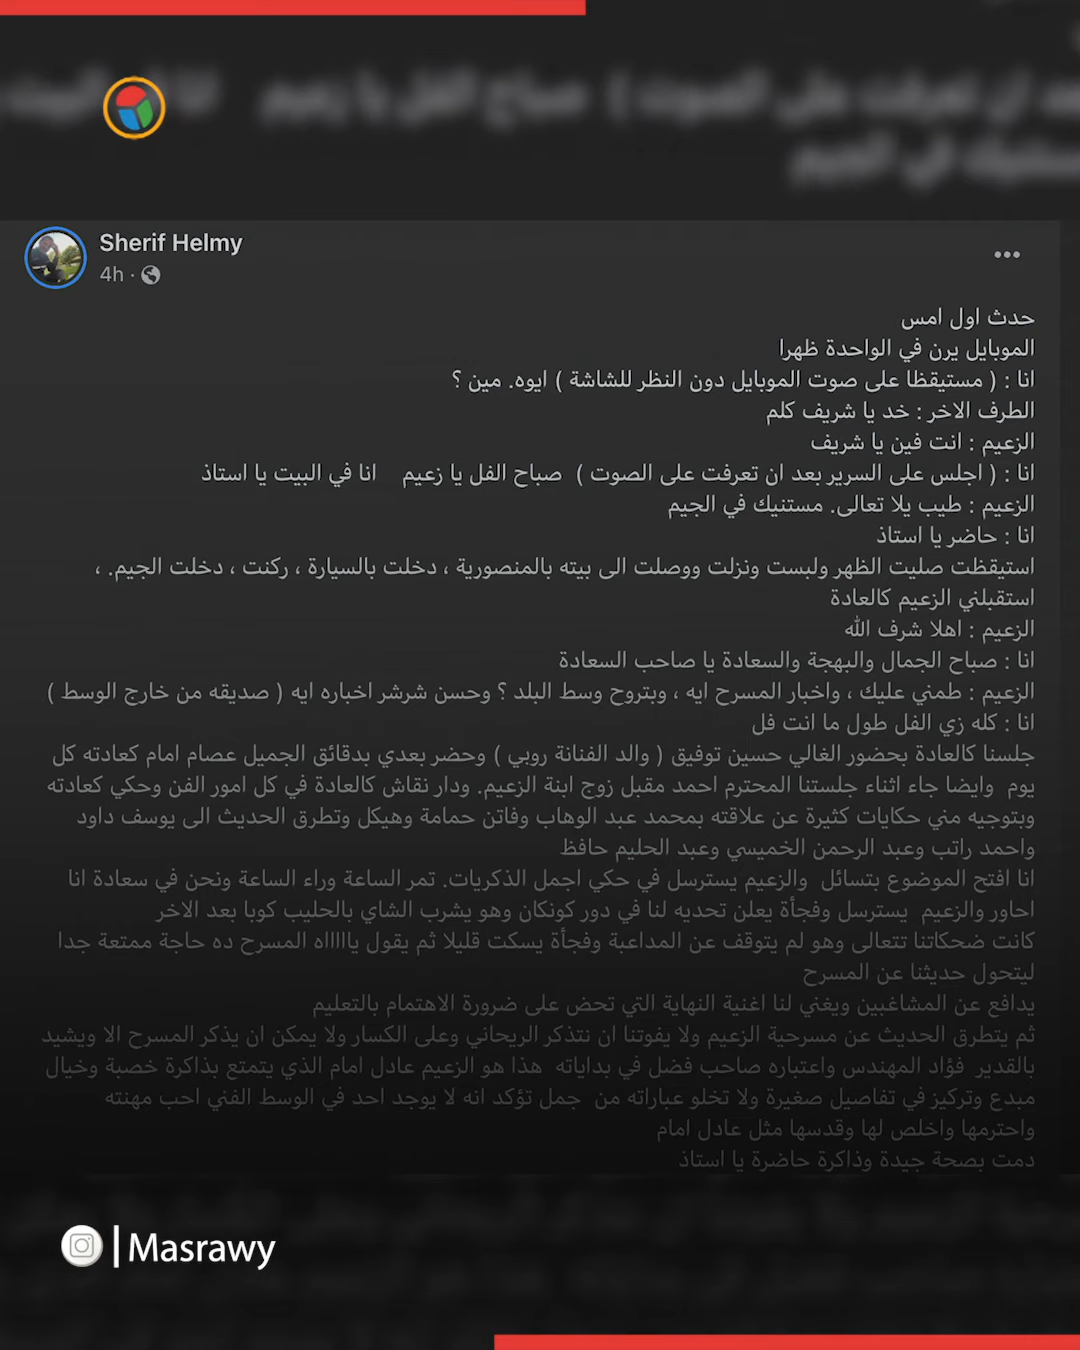 ان تعرفت على الصوت ) صباح الفل يا زعيم انا البيت
مستنيك في الجيم
Sherif Helmy
4h ·
حدث اول امس
الموبايل يرن في الواحدة ظهرا
انا : ( مستيقظا على صوت الموبايل دون النظر للشاشة ) ايوه. مين ؟
الطرف الاخر : خد يا شريف كلم
الزعيم : انت فين يا شريف
انا : ( اجلس على السرير بعد ان تعرفت على الصوت ) صباح الفل يا زعيم انا في البيت يا استاذ
الزعيم : طيب يلا تعالى. مستنيك في الجيم
انا : حاضر يا استاذ
استيقظت صليت الظهر ولبست ونزلت ووصلت الى بيته بالمنصورية ، دخلت بالسيارة ، ركنت ، دخلت الجيم. ،
استقبلني الزعيم كالعادة
الزعيم : اهلا شرف الله
انا : صباح الجمال والبهجة والسعادة يا صاحب السعادة
الزعيم : طمني عليك ، واخبار المسرح ايه ، وبتروح وسط البلد ؟ وحسن شرشر اخباره ايه ( صديقه من خارج الوسط )
انا : كله زي الفل طول ما انت فل
جلسنا كالعادة بحضور الغالي حسين توفيق ( والد الفنانة روبي ) وحضر بعدي بدقائق الجميل عصام امام كعادته كل
يوم وايضا جاء اثناء جلستنا المحترم احمد مقبل زوج ابنة الزعيم. ودار نقاش كالعادة في كل امور الفن وحكي كعادته
وبتوجيه مني حكايات كثيرة عن علاقته بمحمد عبد الوهاب وفاتن حمامة وهيكل وتطرق الحديث الى يوسف داود
واحمد راتب وعبد الرحمن الخميسي وعبد الحليم حافظ
انا افتح الموضوع بتسائل والزعيم يسترسل في حكي اجمل الذكريات. تمر الساعة وراء الساعة ونحن في سعادة انا
احاور والزعيم يسترسل وفجأة يعلن تحديه لنا في دور كونكان وهو يشرب الشاي بالحليب كوبا بعد الاخر
كانت ضحكاتنا تتعالى وهو لم يتوقف عن المداعبة وفجأة يسكت قليلا ثم يقول يااااه المسرح ده حاجة ممتعة جدا
ليتحول حديثنا عن المسرح
يدافع عن المشاغبين ويغني لنا اغنية النهاية التي تحض على ضرورة الاهتمام بالتعليم
ثم يتطرق الحديث عن مسرحية الزعيم ولا يفوتنا ان نتذكر الريحاني وعلى الكسار ولا يمكن ان يذكر المسرح الا ويشيد
بالقدير فؤاد المهندس واعتباره صاحب فضل في بداياته هذا هو الزعيم عادل امام الذي يتمتع بذاكرة خصبة وخيال
مبدع وتركيز في تفاصيل صغيرة ولا تخلو عباراته من جمل تؤكد انه لا يوجد احد في الوسط الفني احب مهنته
واحترمها واخلص لها وقدسها مثل عادل امام
دمت بصحة جيدة وذاكرة حاضرة يا استاذ
Masrawy